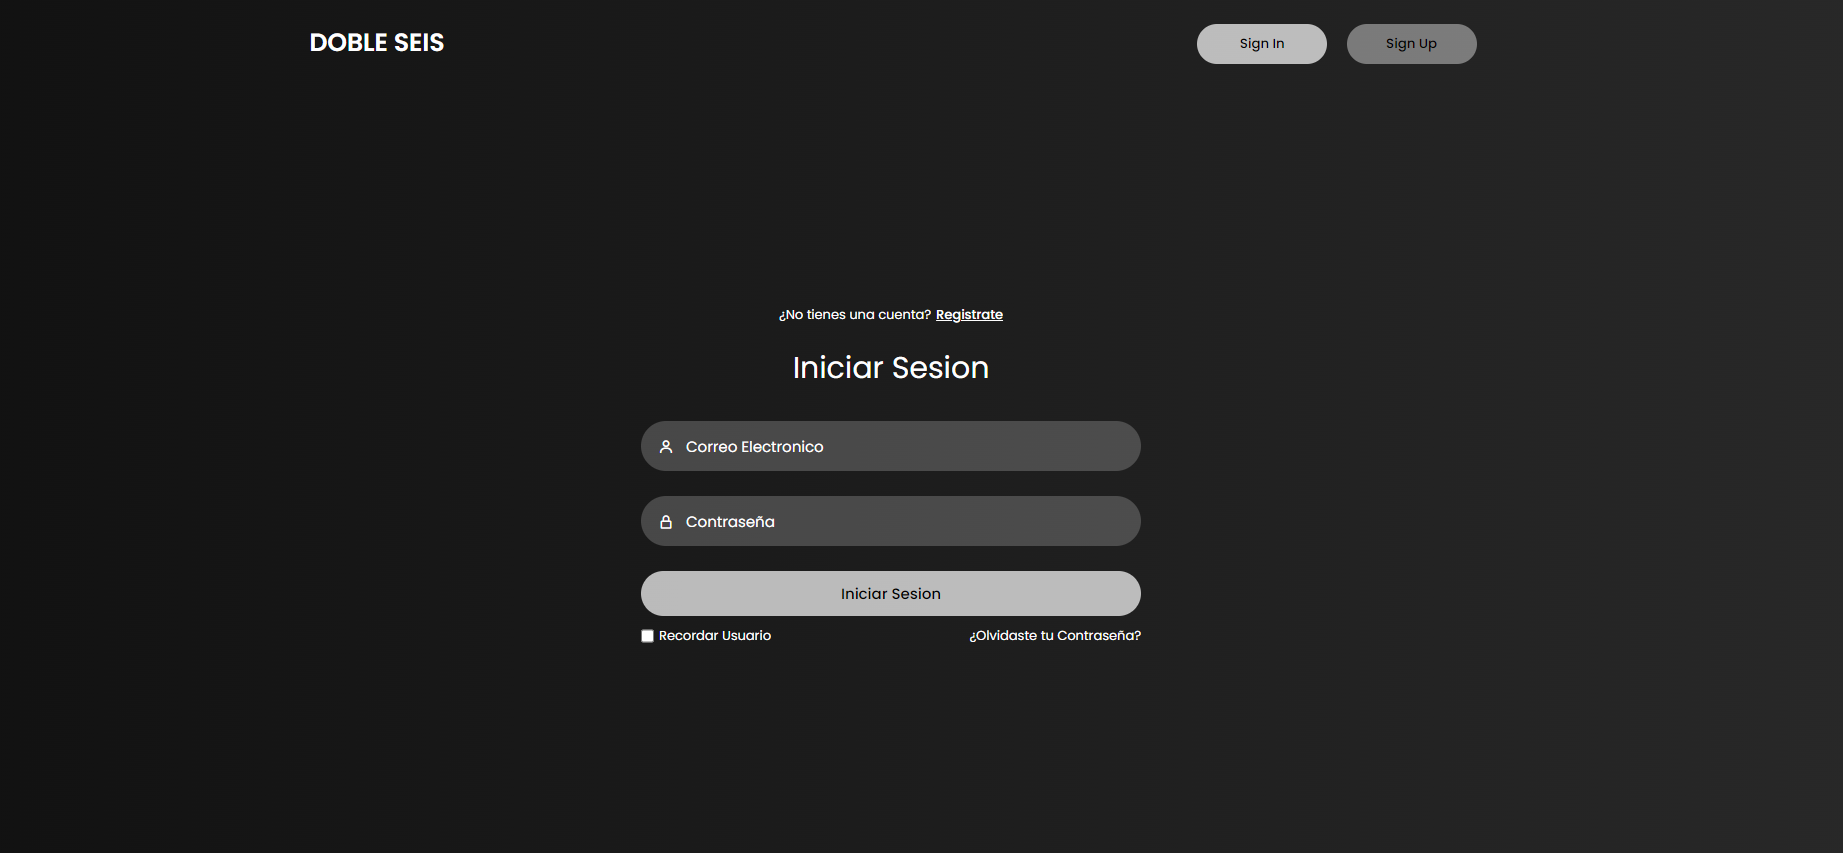 DOBLE SEIS
Sign In
Sign Up
¿No tienes una cuenta? Registrate
Iniciar Sesion
Correo Electronico
Contraseña
Iniciar Sesion
Recordar Usuario
¿Olvidaste tu Contraseña?